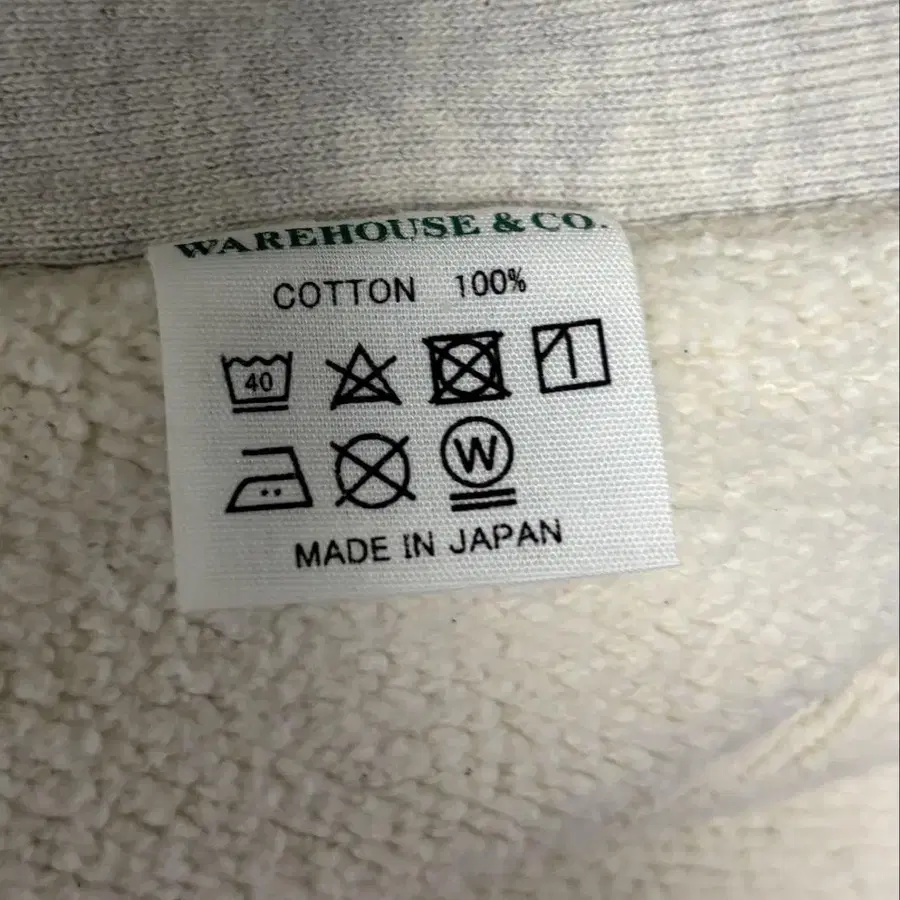 WAREHOUSE & CO.
COTTON 100%
40
W
MADE IN JAPAN